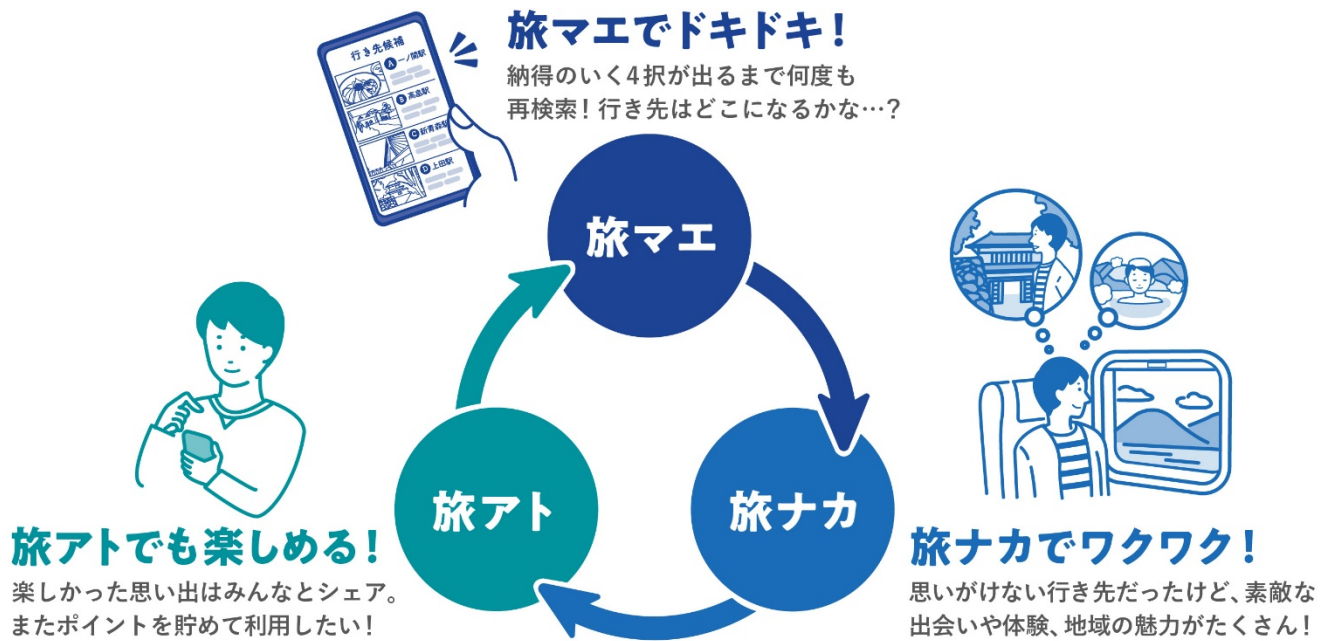 行き先候補
A 一ノ関駅
B 高畠駅
C 新青森駅
D 上田駅
旅マエでドキドキ！
納得のいく4択が出るまで何度も
再検索！行き先はどこになるかな…？
旅マエ
旅ナカ
旅アト
旅ナカでワクワク！
思いがけない行き先だったけど、素敵な
出会いや体験、地域の魅力がたくさん！
旅アトでも楽しめる！
楽しかった思い出はみんなとシェア。
またポイントを貯めて利用したい！